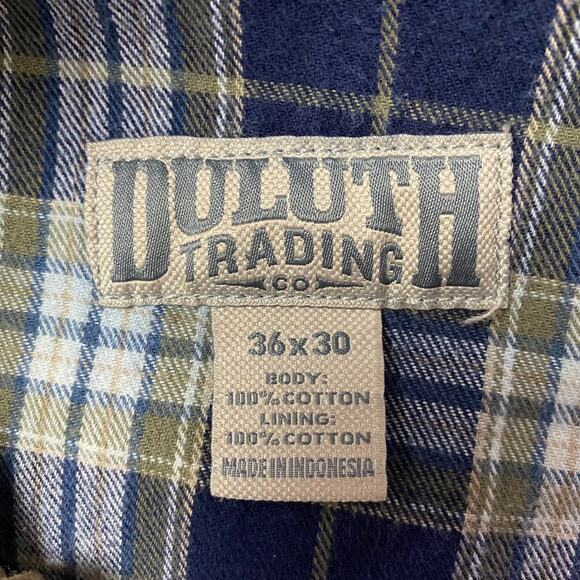 DULUTH
TRADING
CO
36x30
BODY:
100% COTTON
LINING:
100% COTTON
MADE IN INDONESIA